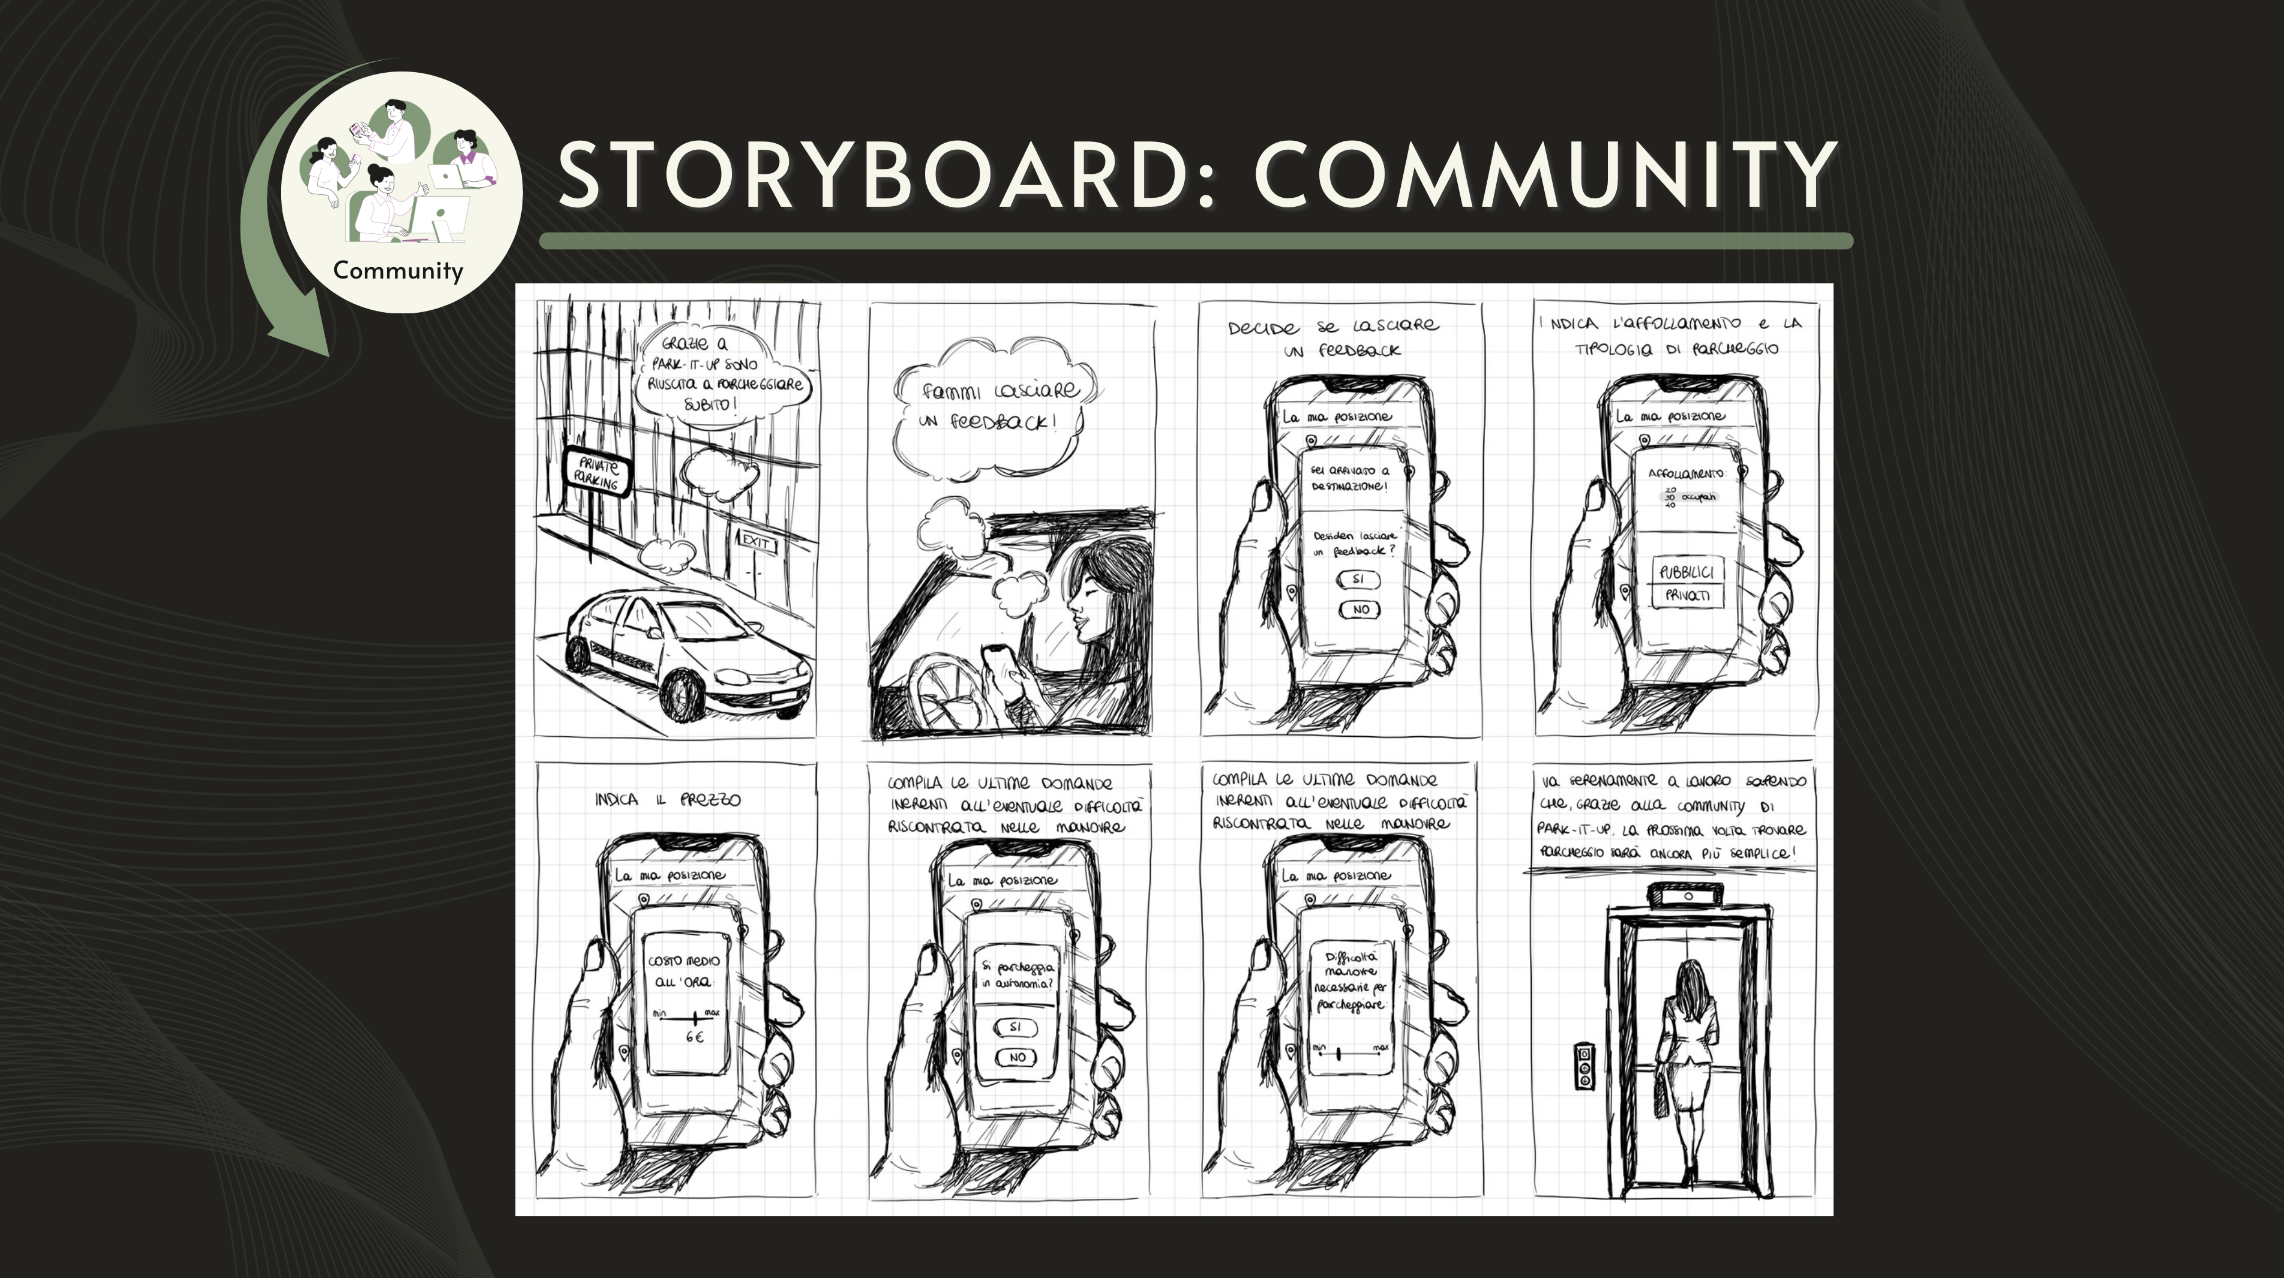 Community
STORYBOARD: COMMUNITY
GRAZIE A
PARK-IT-UP SONO
RIUSCITA A PARCHEGGIARE
SUBITO!
PRIVATE
PARKING
EXIT
FAMMI LASCIARE
UN FEEDBACK!
DECIDE SE LASCIARE
UN FEEDBACK
La mia posizione
SEI ARRIVATO A
DESTINAZIONE!
Desideri lasciare
un feedback?
SI
NO
INDICA L'AFFOLLAMENTO E LA
TIPOLOGIA DI PARCHEGGIO
La mia posizione
AFFOLLAMENTO:
20
30 occupati
40
PUBBLICI
PRIVATI
INDICA IL PREZZO
La mia posizione
COSTO MEDIO
ALL'ORA:
min max
6€
COMPILA LE ULTIME DOMANDE
INERENTI ALL'EVENTUALE DIFFICOLTÀ
RISCONTRATA NELLE MANOVRE
La mia posizione
Si parcheggia
in autonomia?
SI
NO
COMPILA LE ULTIME DOMANDE
INERENTI ALL'EVENTUALE DIFFICOLTÀ
RISCONTRATA NELLE MANOVRE
La mia posizione
Difficoltà
manovre
necessarie per
parcheggiare:
min max
VA SERENAMENTE A LAVORO SAPENDO
CHE, GRAZIE ALLA COMMUNITY DI
PARK-IT-UP, LA PROSSIMA VOLTA TROVARE
PARCHEGGIO SARÀ ANCORA PIÙ SEMPLICE!